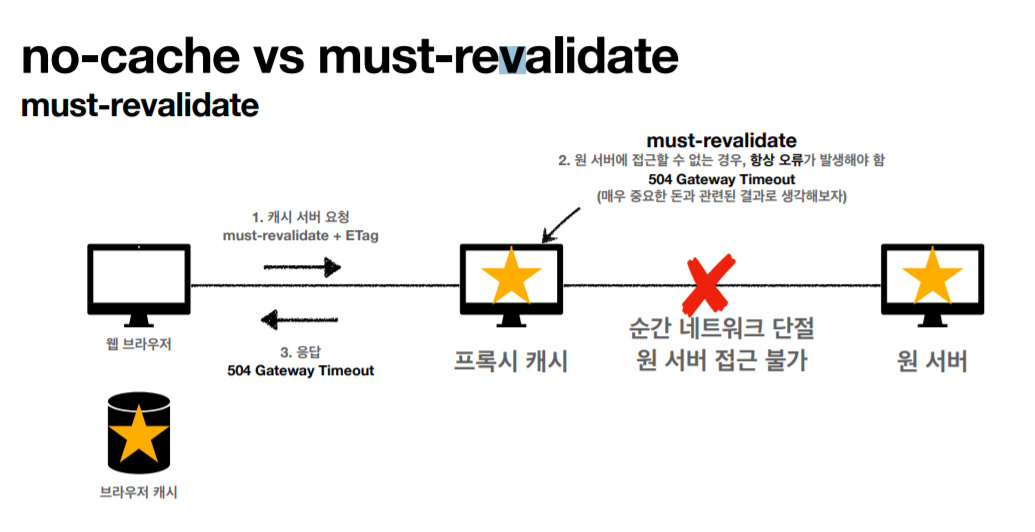 no-cache vs must-revalidate
must-revalidate
must-revalidate
2. 원 서버에 접근할 수 없는 경우, 항상 오류가 발생해야 함
504 Gateway Timeout
(매우 중요한 돈과 관련된 결과로 생각해보자)
1. 캐시 서버 요청
must-revalidate + ETag
웹 브라우저
3. 응답
504 Gateway Timeout
프록시 캐시
순간 네트워크 단절
원 서버 접근 불가
원 서버
브라우저 캐시